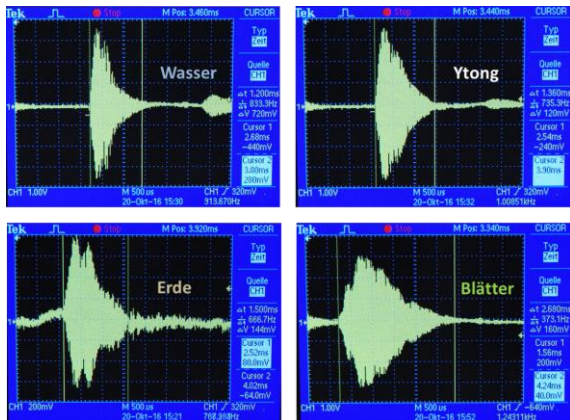 Tek Stop M Pos: 3.460ms CURSOR
Typ
Zeit
Quelle
CH1
Δt 1.200ms
833.3Hz
ΔV 720mV
Cursor 1
2.68ms
-440mV
Cursor 2
3.88ms
280mV
Wasser
CH1 1.00V M 500us CH1 320mV
20-Okt-16 15:30 913.670Hz
Tek Stop M Pos: 3.440ms CURSOR
Typ
Zeit
Quelle
CH1
Δt 1.360ms
735.3Hz
ΔV 120mV
Cursor 1
2.54ms
-240mV
Cursor 2
3.90ms
Ytong
CH1 1.00V M 500us CH1 320mV
20-Okt-16 15:32 1.00851kHz
Tek Stop M Pos: 3.920ms CURSOR
Typ
Zeit
Quelle
CH1
Δt 1.500ms
666.7Hz
ΔV 144mV
Cursor 1
2.52ms
80.0mV
Cursor 2
4.02ms
-64.0mV
Erde
CH1 200mV M 500us CH1 320mV
20-Okt-16 15:21
Tek Stop M Pos: 3.340ms CURSOR
Typ
Zeit
Quelle
CH1
Δt 2.680ms
373.1Hz
ΔV 160mV
Cursor 1
1.56ms
200mV
Cursor 2
4.24ms
40.0mV
Blätter
CH1 1.00V M 500us CH1 -640mV
20-Okt-16 15:52 1.24311kHz